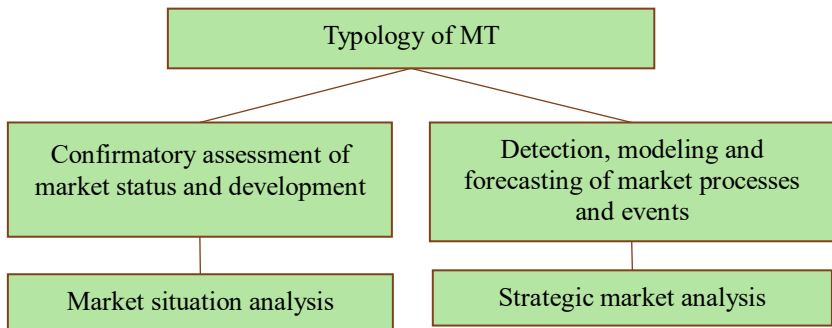 Typology of MT
Confirmatory assessment of
market status and development
Detection, modeling and
forecasting of market processes
and events
Market situation analysis
Strategic market analysis